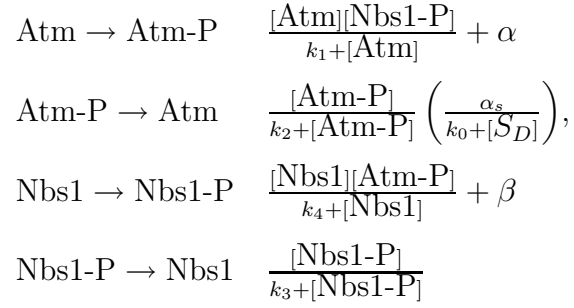 Atm → Atm-P [Atm][Nbs1-P] / k₁+[Atm] + α
Atm-P → Atm [Atm-P] / k₂+[Atm-P] ( αₛ / k₀+[S_D] ),
Nbs1 → Nbs1-P [Nbs1][Atm-P] / k₄+[Nbs1] + β
Nbs1-P → Nbs1 [Nbs1-P] / k₃+[Nbs1-P]